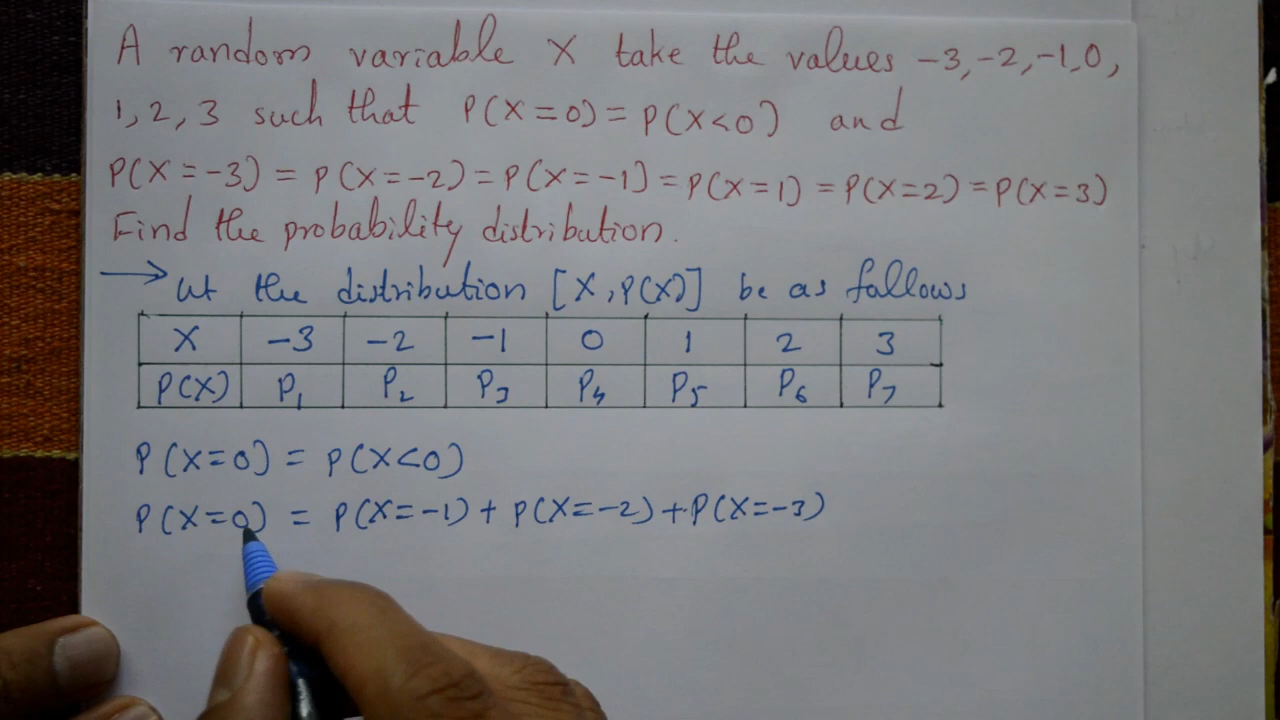 A random variable X take the values -3,-2,-1,0,
1,2,3 such that P(X=0)=P(X<0) and
P(X=-3)=P(X=-2)=P(X=-1)=P(X=1)=P(X=2)=P(X=3)
Find the probability distribution.
→ Let the distribution [X,P(X)] be as follows
X -3 -2 -1 0 1 2 3
P(X) P₁ P₂ P₃ P₄ P₅ P₆ P₇
P(X=0) = P(X<0)
P(X=0) = P(X=-1)+P(X=-2)+P(X=-3)